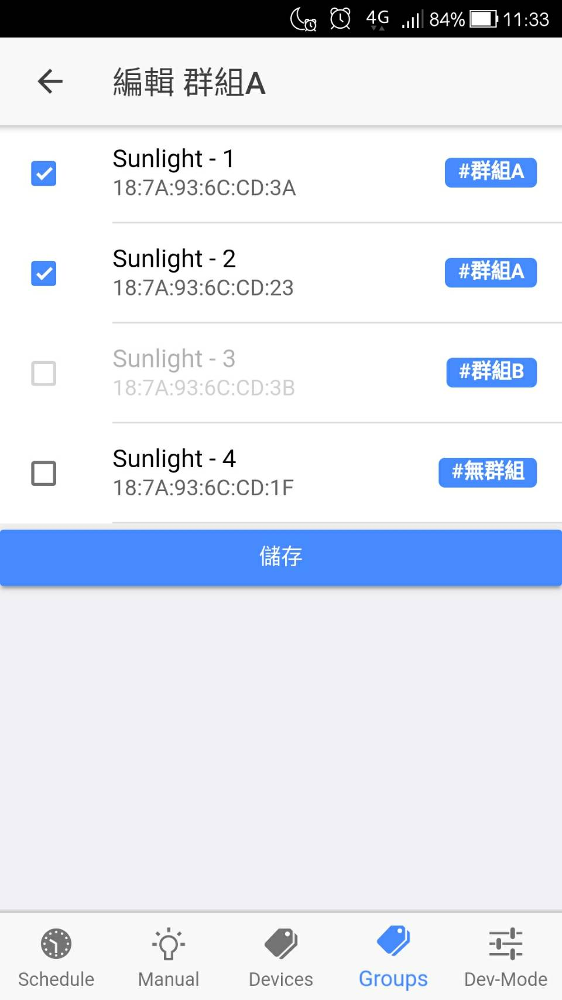 4G 84% 11:33
編輯 群組A
Sunlight - 1
18:7A:93:6C:CD:3A
#群組A
Sunlight - 2
18:7A:93:6C:CD:23
#群組A
Sunlight - 3
18:7A:93:6C:CD:3B
#群組B
Sunlight - 4
18:7A:93:6C:CD:1F
#無群組
儲存
Schedule
Manual
Devices
Groups
Dev-Mode